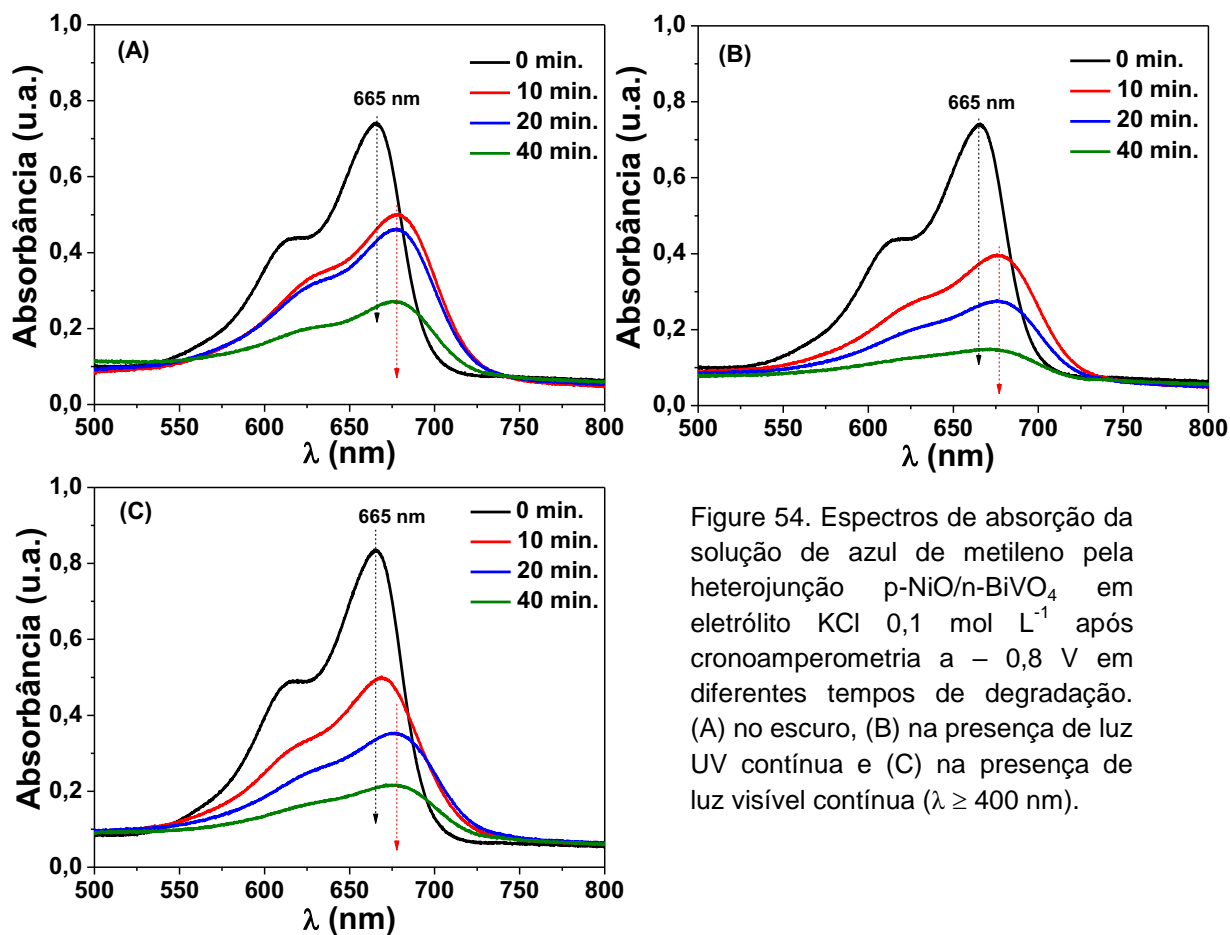 (A)
0 min.
10 min.
20 min.
40 min.
665 nm
Absorbância (u.a.)
1,0
0,8
0,6
0,4
0,2
0,0
500 550 600 650 700 750 800
λ (nm)
(B)
0 min.
10 min.
20 min.
40 min.
665 nm
Absorbância (u.a.)
1,0
0,8
0,6
0,4
0,2
0,0
500 550 600 650 700 750 800
λ (nm)
(C)
0 min.
10 min.
20 min.
40 min.
665 nm
Absorbância (u.a.)
1,0
0,8
0,6
0,4
0,2
0,0
500 550 600 650 700 750 800
λ (nm)
Figure 54. Espectros de absorção da
solução de azul de metileno pela
heterojunção p-NiO/n-BiVO₄ em
eletrólito KCl 0,1 mol L⁻¹ após
cronoamperometria a – 0,8 V em
diferentes tempos de degradação.
(A) no escuro, (B) na presença de luz
UV contínua e (C) na presença de
luz visível contínua (λ ≥ 400 nm).